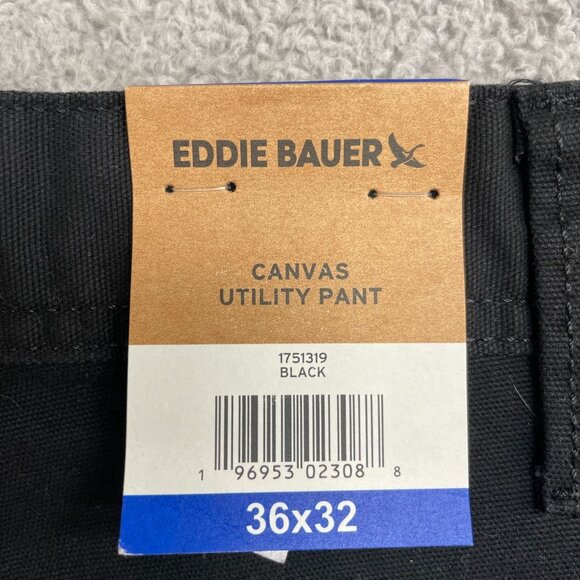 EDDIE BAUER
CANVAS
UTILITY PANT
1751319
BLACK
1 96953 02308 8
36x32